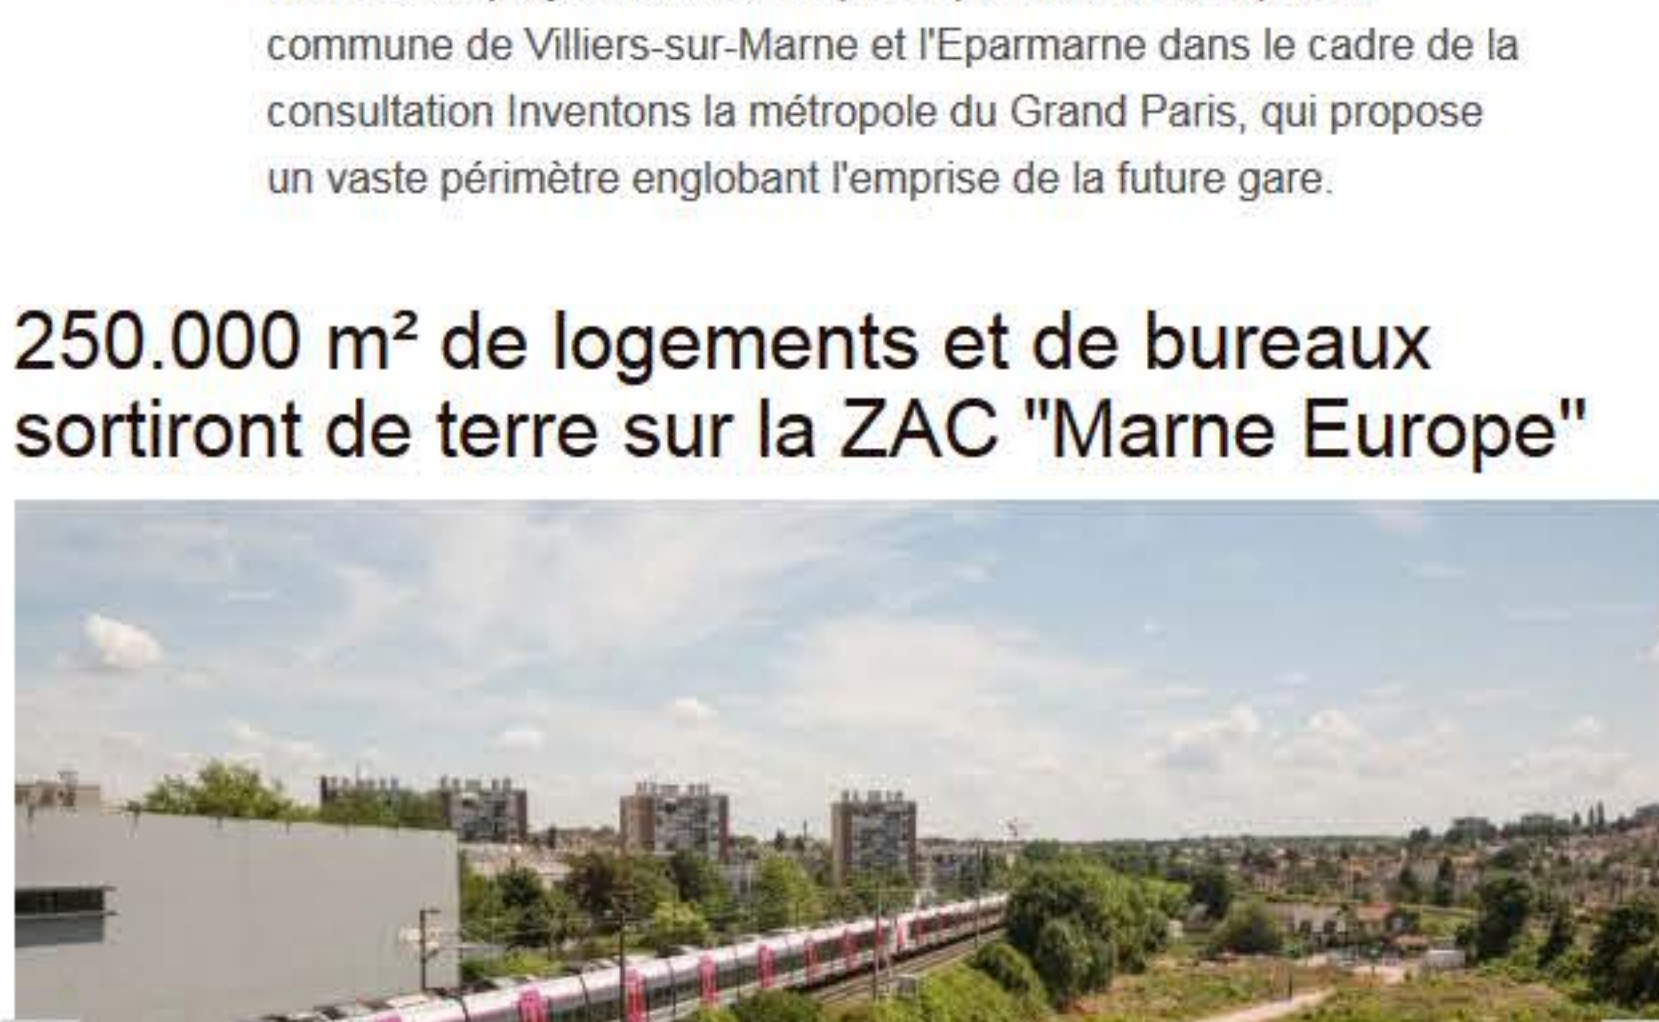 commune de Villiers-sur-Marne et l'Eparmarne dans le cadre de la
consultation Inventons la métropole du Grand Paris, qui propose
un vaste périmètre englobant l'emprise de la future gare.
250.000 m² de logements et de bureaux
sortiront de terre sur la ZAC "Marne Europe"